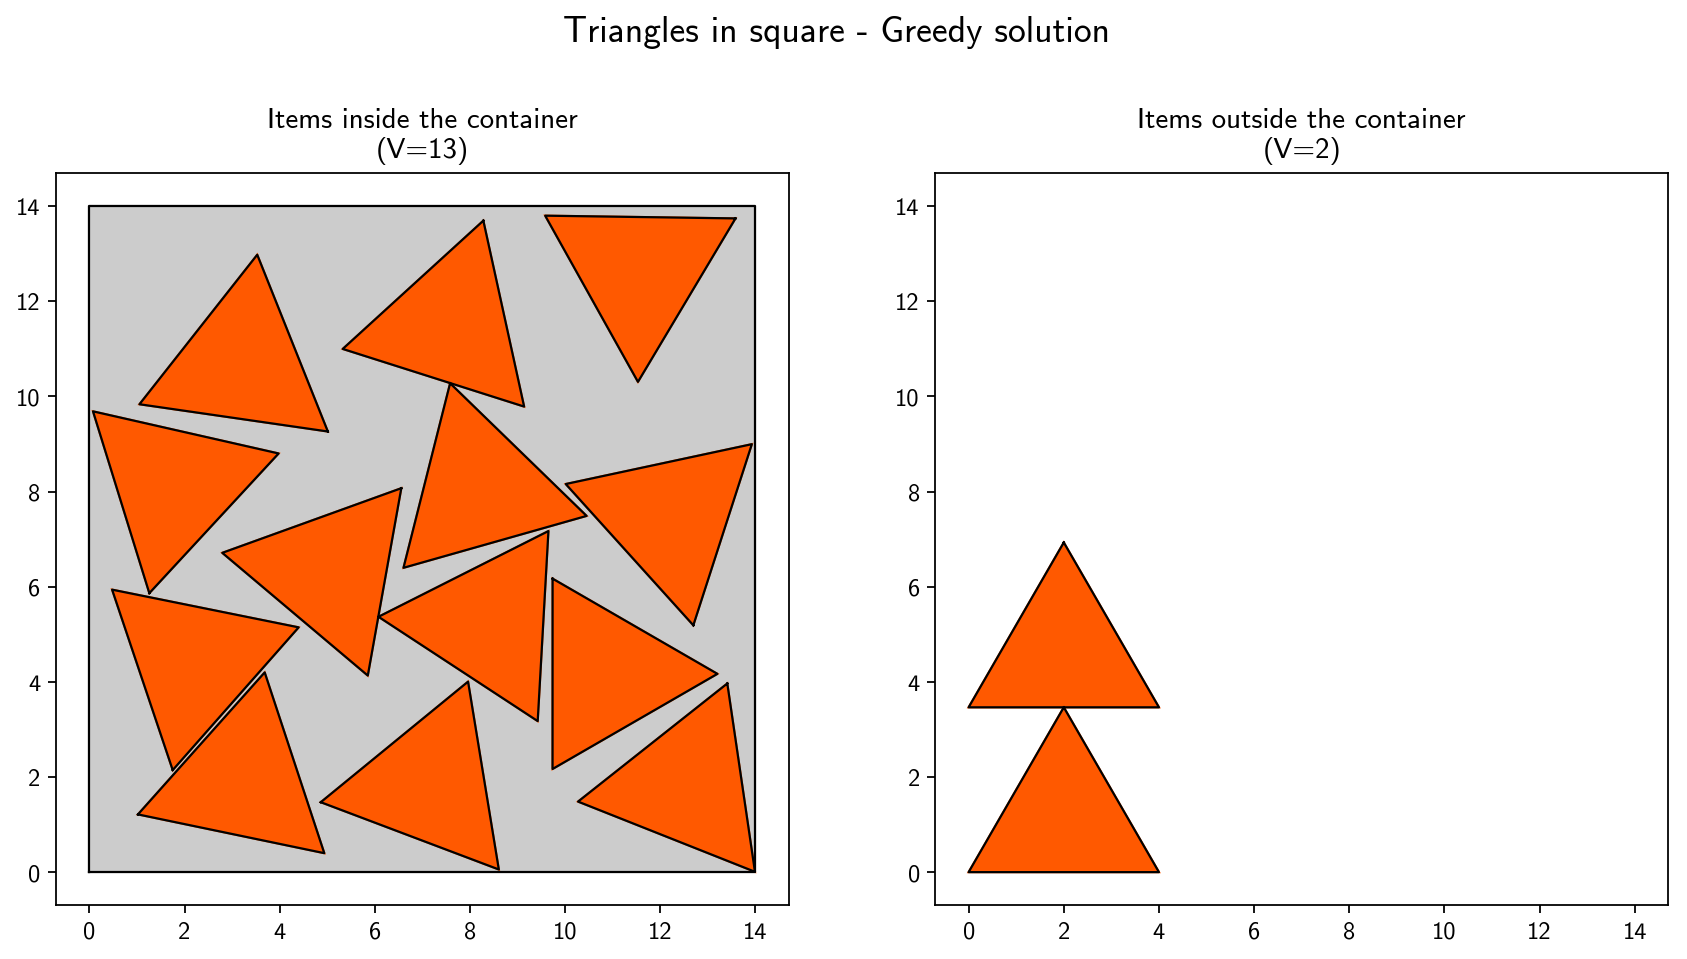 Triangles in square - Greedy solution
Items inside the container
(V=13)
14
12
10
8
6
4
2
0
0 2 4 6 8 10 12 14
Items outside the container
(V=2)
14
12
10
8
6
4
2
0
0 2 4 6 8 10 12 14